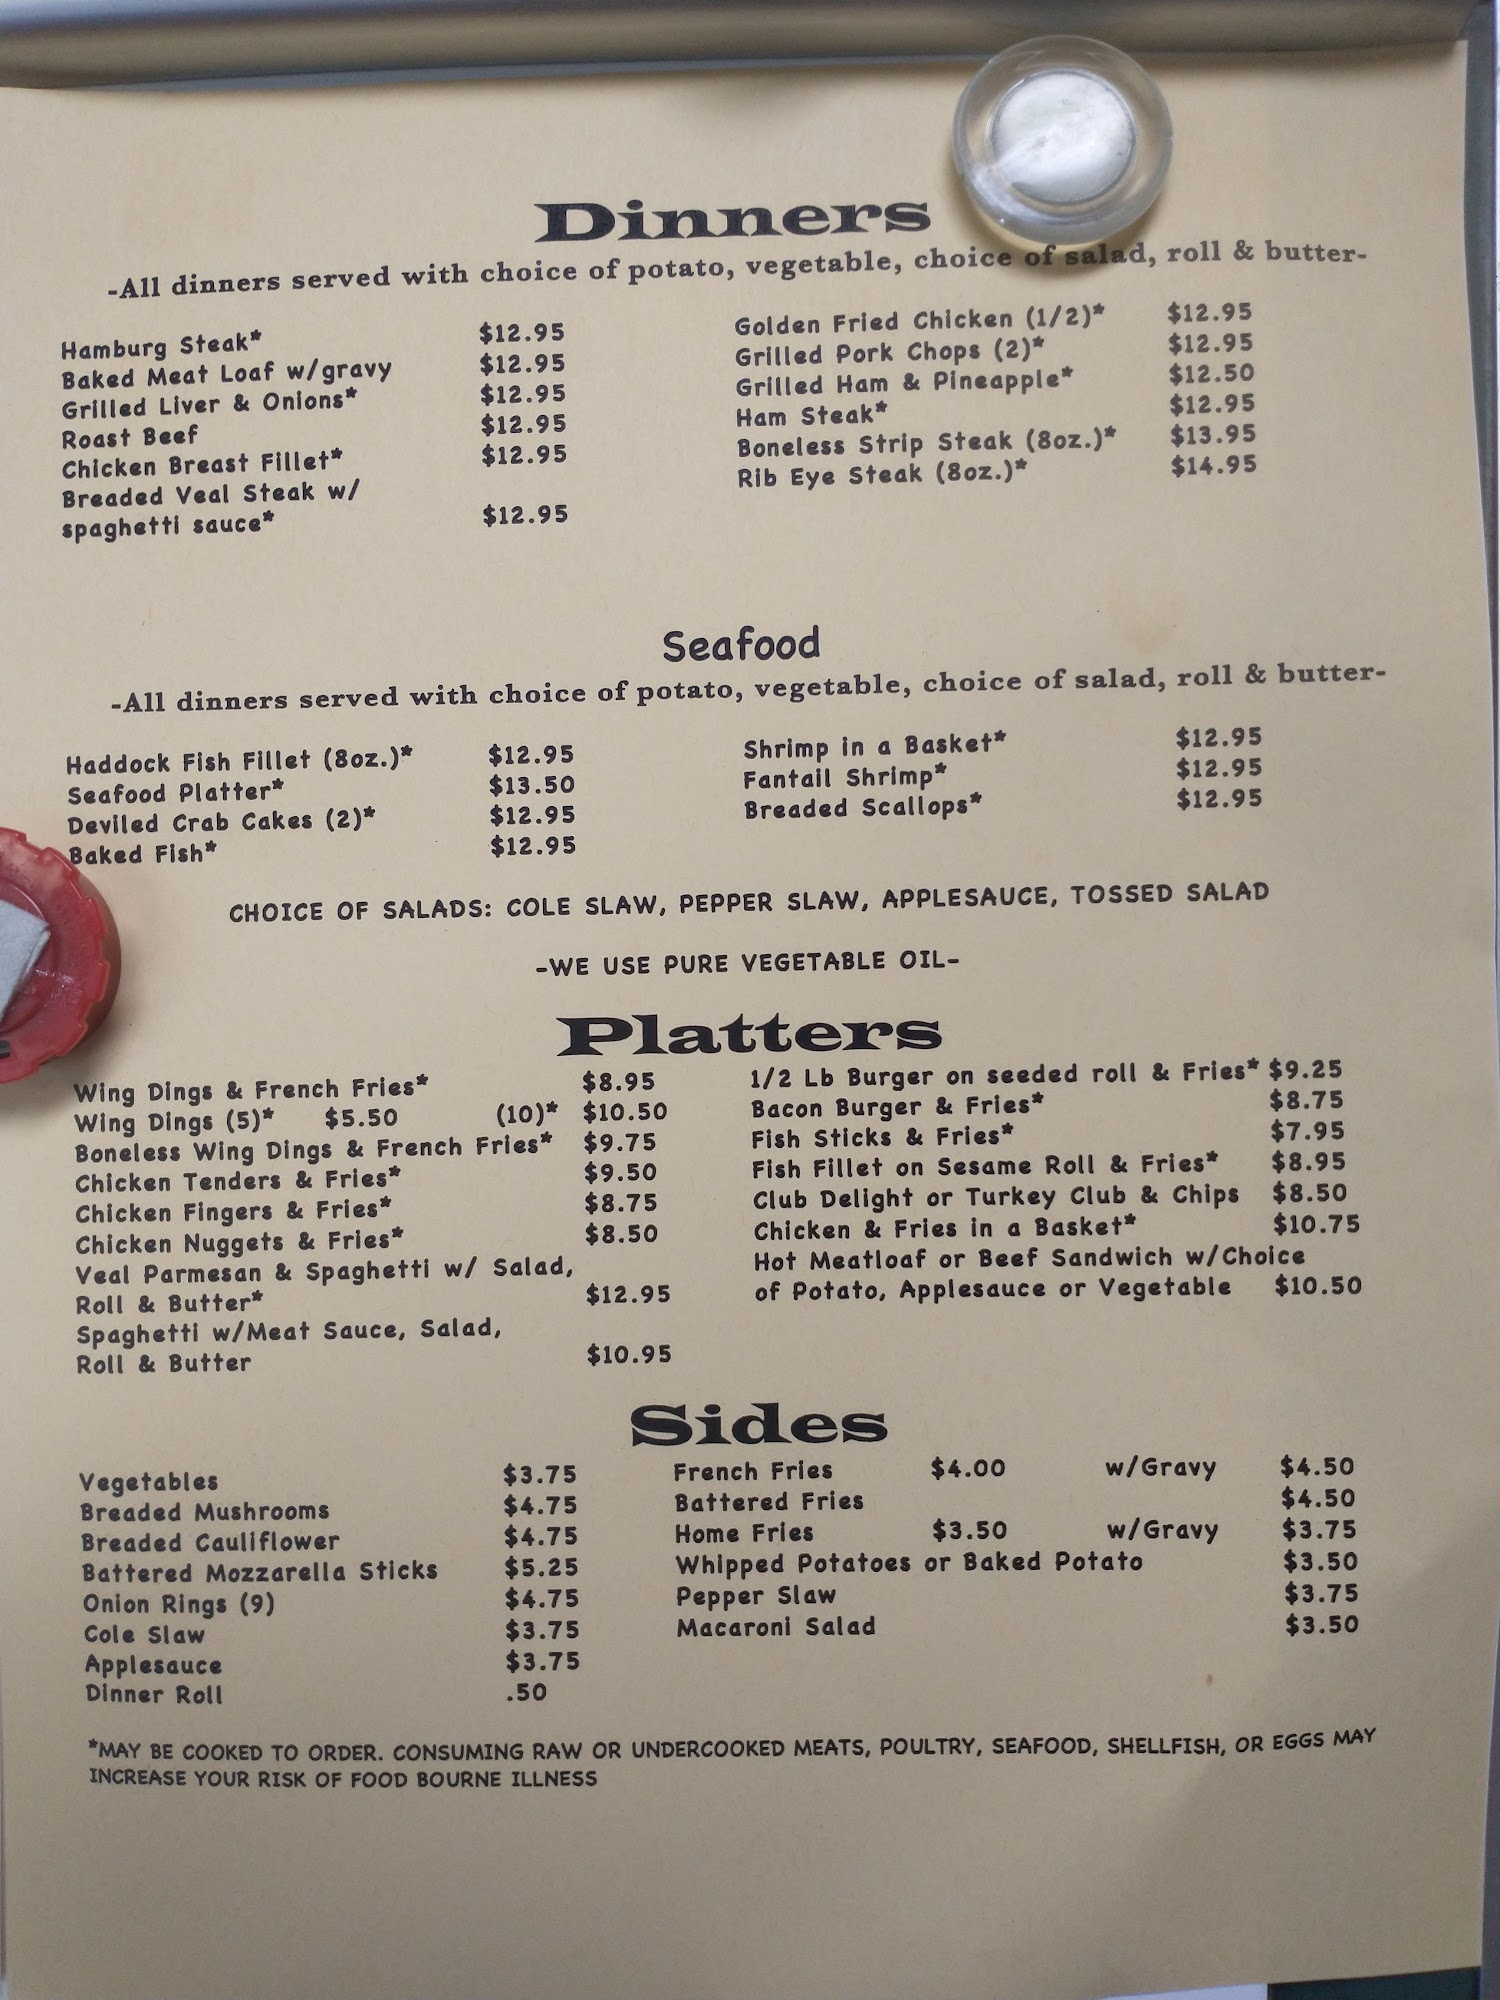 Dinners
-All dinners served with choice of potato, vegetable, choice of salad, roll & butter-
Hamburg Steak* $12.95
Baked Meat Loaf w/gravy $12.95
Grilled Liver & Onions* $12.95
Roast Beef $12.95
Chicken Breast Fillet* $12.95
Breaded Veal Steak w/
spaghetti sauce* $12.95
Golden Fried Chicken (1/2)* $12.95
Grilled Pork Chops (2)* $12.95
Grilled Ham & Pineapple* $12.50
Ham Steak* $12.95
Boneless Strip Steak (8oz.)* $13.95
Rib Eye Steak (8oz.)* $14.95
Seafood
-All dinners served with choice of potato, vegetable, choice of salad, roll & butter-
Haddock Fish Fillet (8oz.)* $12.95
Seafood Platter* $13.50
Deviled Crab Cakes (2)* $12.95
Baked Fish* $12.95
Shrimp in a Basket* $12.95
Fantail Shrimp* $12.95
Breaded Scallops* $12.95
CHOICE OF SALADS: COLE SLAW, PEPPER SLAW, APPLESAUCE, TOSSED SALAD
-WE USE PURE VEGETABLE OIL-
Platters
Wing Dings & French Fries* $8.95
Wing Dings (5)* $5.50 (10)* $10.50
Boneless Wing Dings & French Fries* $9.75
Chicken Tenders & Fries* $9.50
Chicken Fingers & Fries* $8.75
Chicken Nuggets & Fries* $8.50
Veal Parmesan & Spaghetti w/ Salad,
Roll & Butter* $12.95
Spaghetti w/Meat Sauce, Salad,
Roll & Butter $10.95
1/2 Lb Burger on seeded roll & Fries* $9.25
Bacon Burger & Fries* $8.75
Fish Sticks & Fries* $7.95
Fish Fillet on Sesame Roll & Fries* $8.95
Club Delight or Turkey Club & Chips $8.50
Chicken & Fries in a Basket* $10.75
Hot Meatloaf or Beef Sandwich w/Choice
of Potato, Applesauce or Vegetable $10.50
Sides
Vegetables $3.75
Breaded Mushrooms $4.75
Breaded Cauliflower $4.75
Battered Mozzarella Sticks $5.25
Onion Rings (9) $4.75
Cole Slaw $3.75
Applesauce $3.75
Dinner Roll .50
French Fries $4.00 w/Gravy $4.50
Battered Fries $4.50
Home Fries $3.50 w/Gravy $3.75
Whipped Potatoes or Baked Potato $3.50
Pepper Slaw $3.75
Macaroni Salad $3.50
*MAY BE COOKED TO ORDER. CONSUMING RAW OR UNDERCOOKED MEATS, POULTRY, SEAFOOD, SHELLFISH, OR EGGS MAY
INCREASE YOUR RISK OF FOOD BOURNE ILLNESS